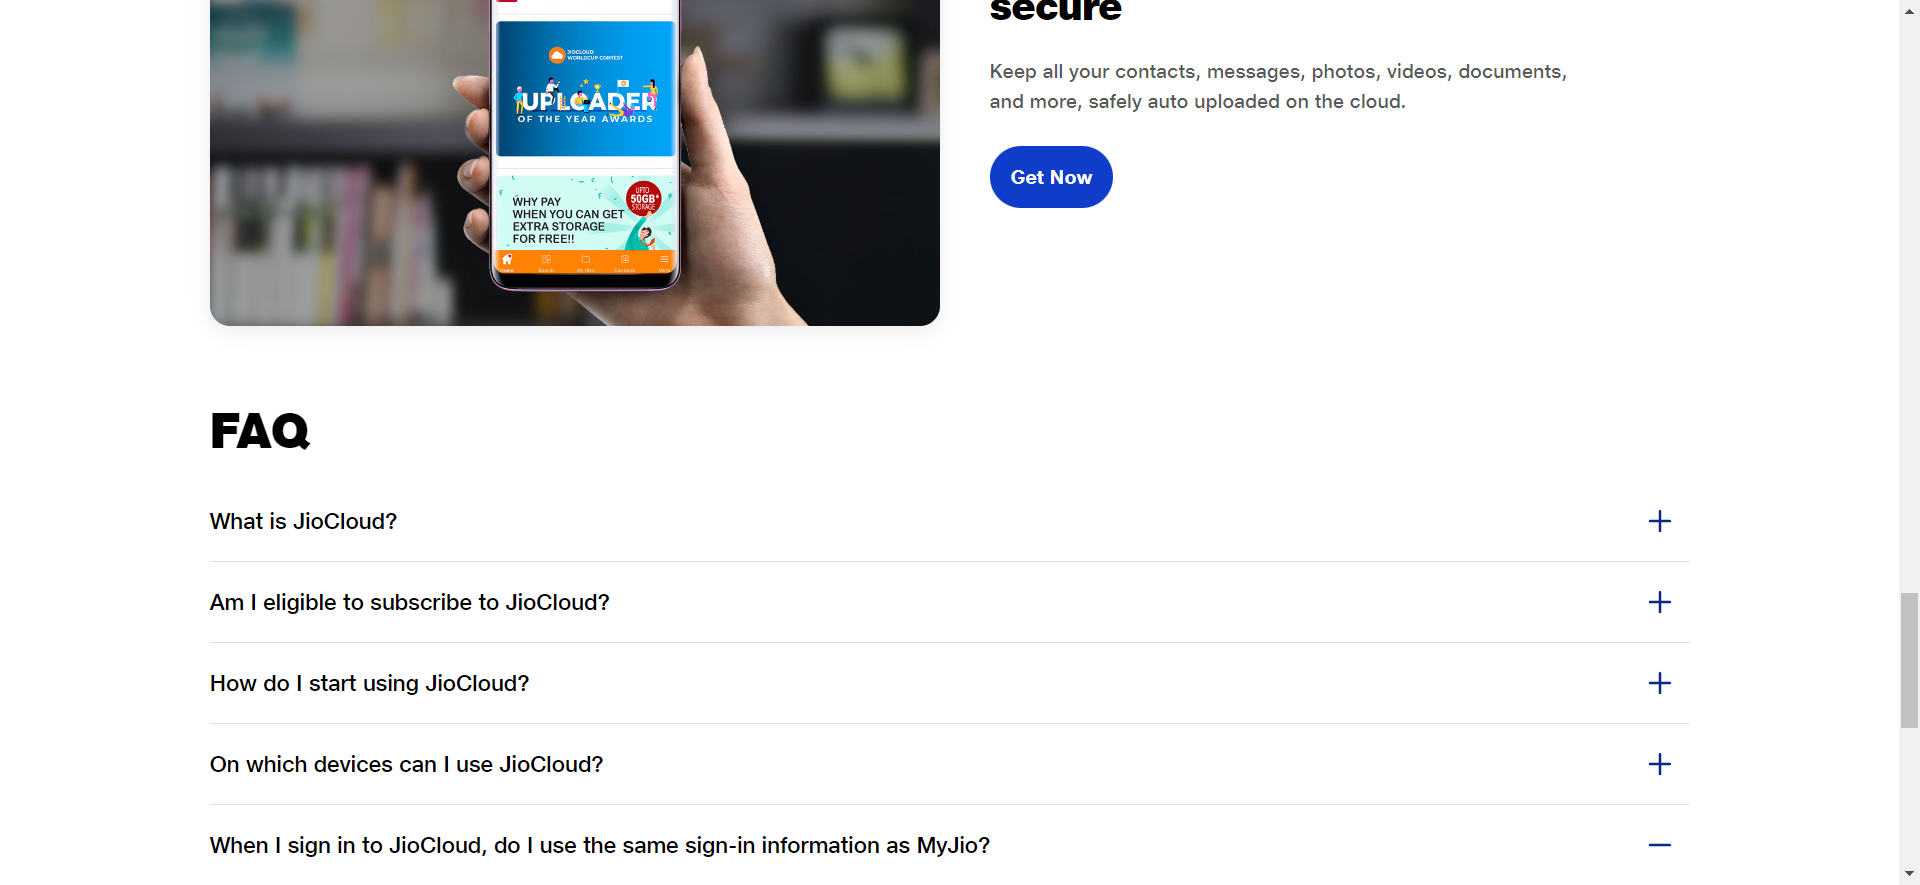 secure
Keep all your contacts, messages, photos, videos, documents,
and more, safely auto uploaded on the cloud.
Get Now
JIOCLOUD
WORLDCUP CONTEST
UPLOADER
OF THE YEAR AWARDS
WHY PAY
WHEN YOU CAN GET
EXTRA STORAGE
FOR FREE!!
UPTO
50GB*
STORAGE
Home
Boards
My files
Contacts
More
FAQ
What is JioCloud?
Am I eligible to subscribe to JioCloud?
How do I start using JioCloud?
On which devices can I use JioCloud?
When I sign in to JioCloud, do I use the same sign-in information as MyJio?